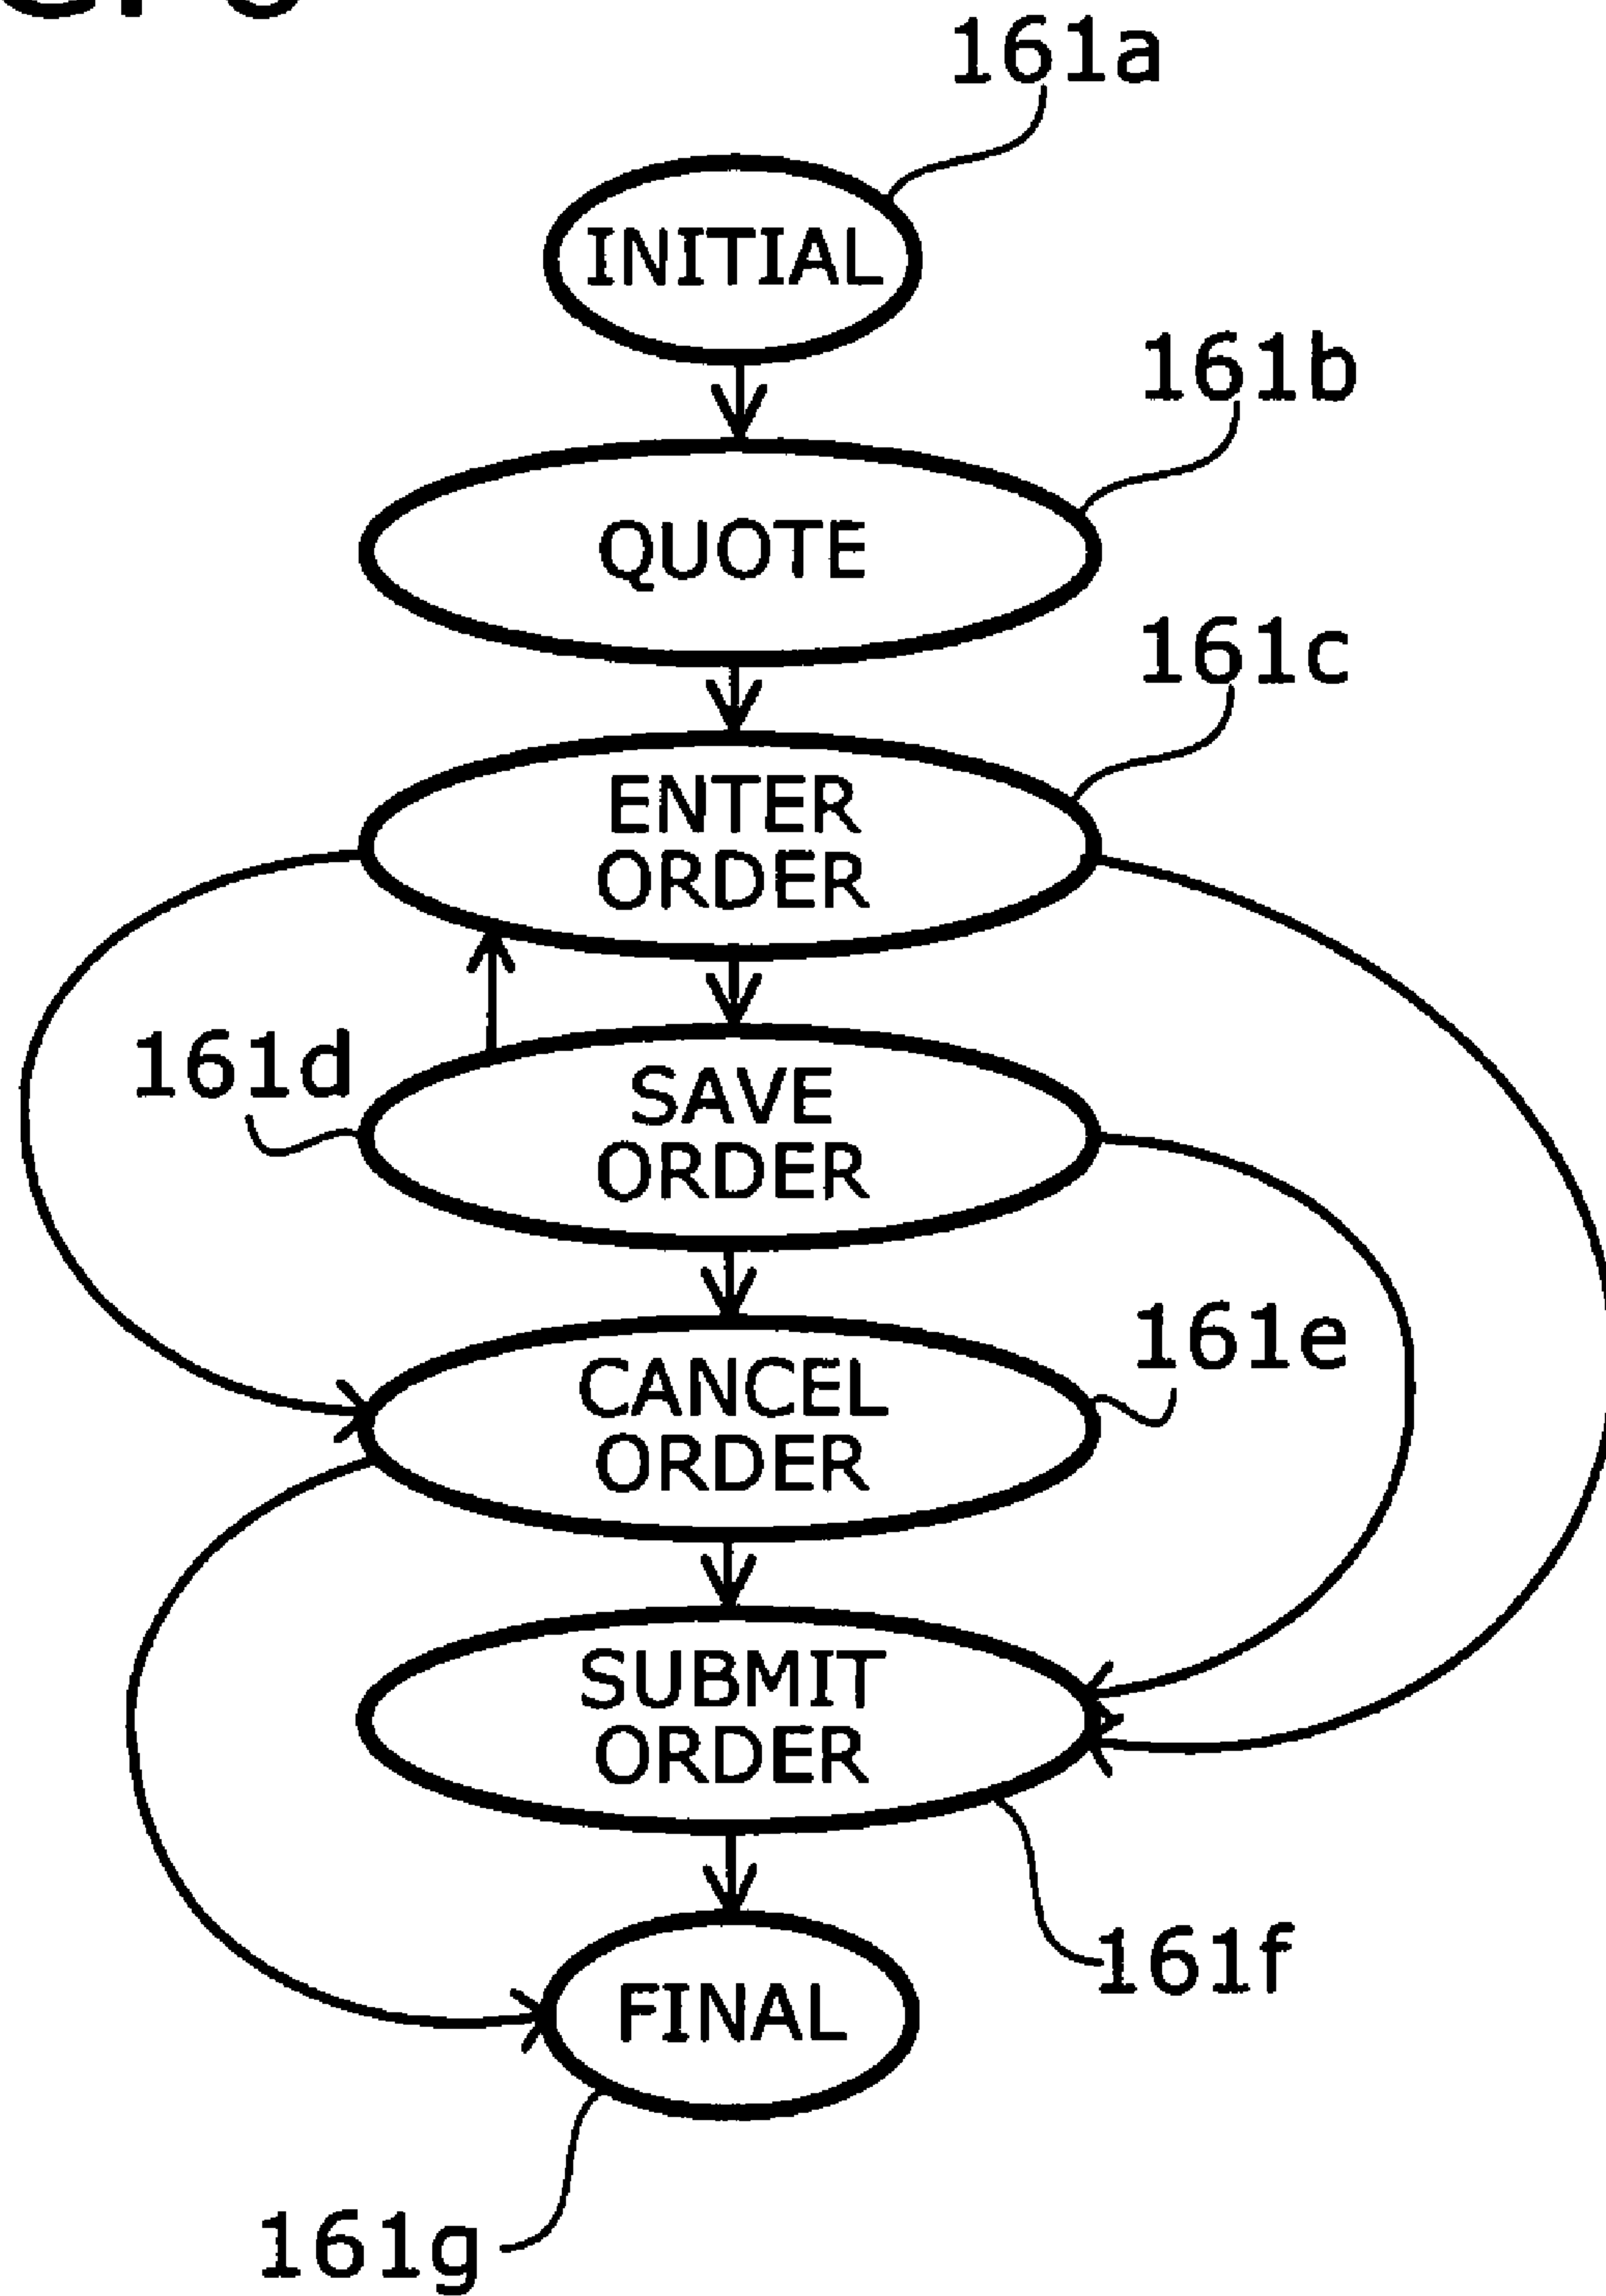 161a
INITIAL
161b
QUOTE
161c
ENTER
ORDER
161d
SAVE
ORDER
161e
CANCEL
ORDER
SUBMIT
ORDER
161f
FINAL
161g